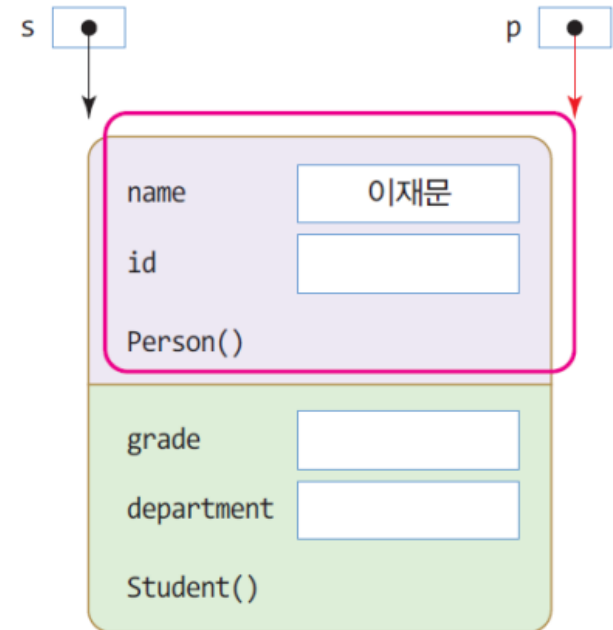 s p
name 이재문
id
Person()
grade
department
Student()